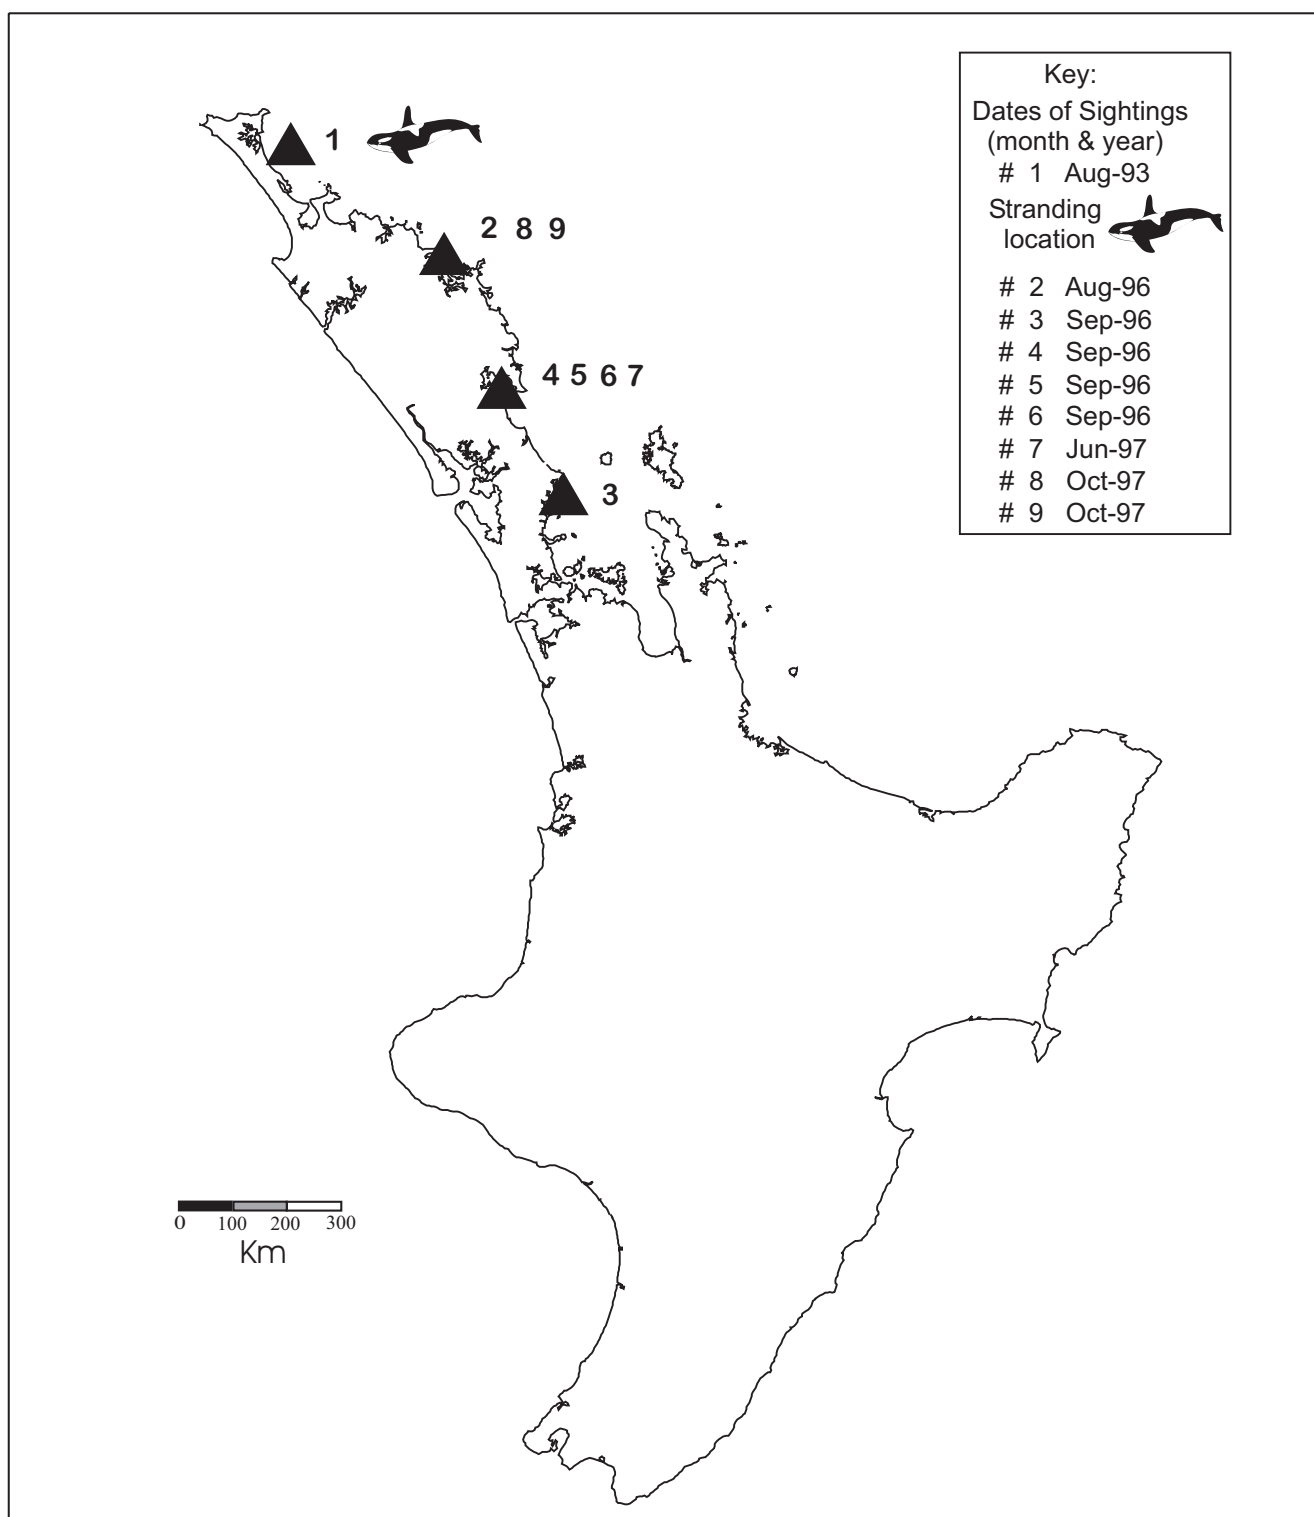 Key:
Dates of Sightings
(month & year)
# 1 Aug-93
Stranding
location
# 2 Aug-96
# 3 Sep-96
# 4 Sep-96
# 5 Sep-96
# 6 Sep-96
# 7 Jun-97
# 8 Oct-97
# 9 Oct-97
1
2 8 9
4 5 6 7
3
0 100 200 300
Km